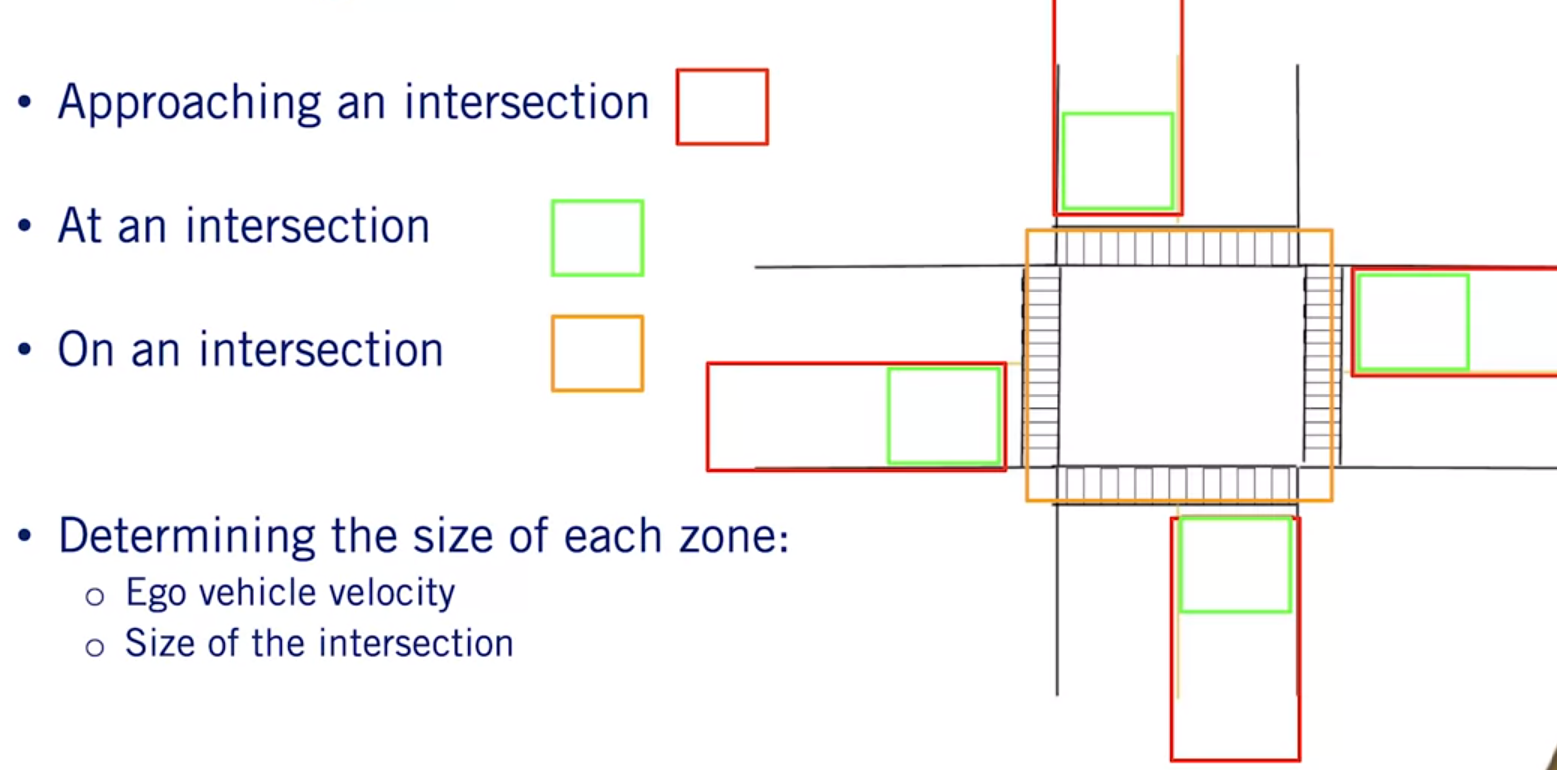 • Approaching an intersection
• At an intersection
• On an intersection
• Determining the size of each zone:
o Ego vehicle velocity
o Size of the intersection